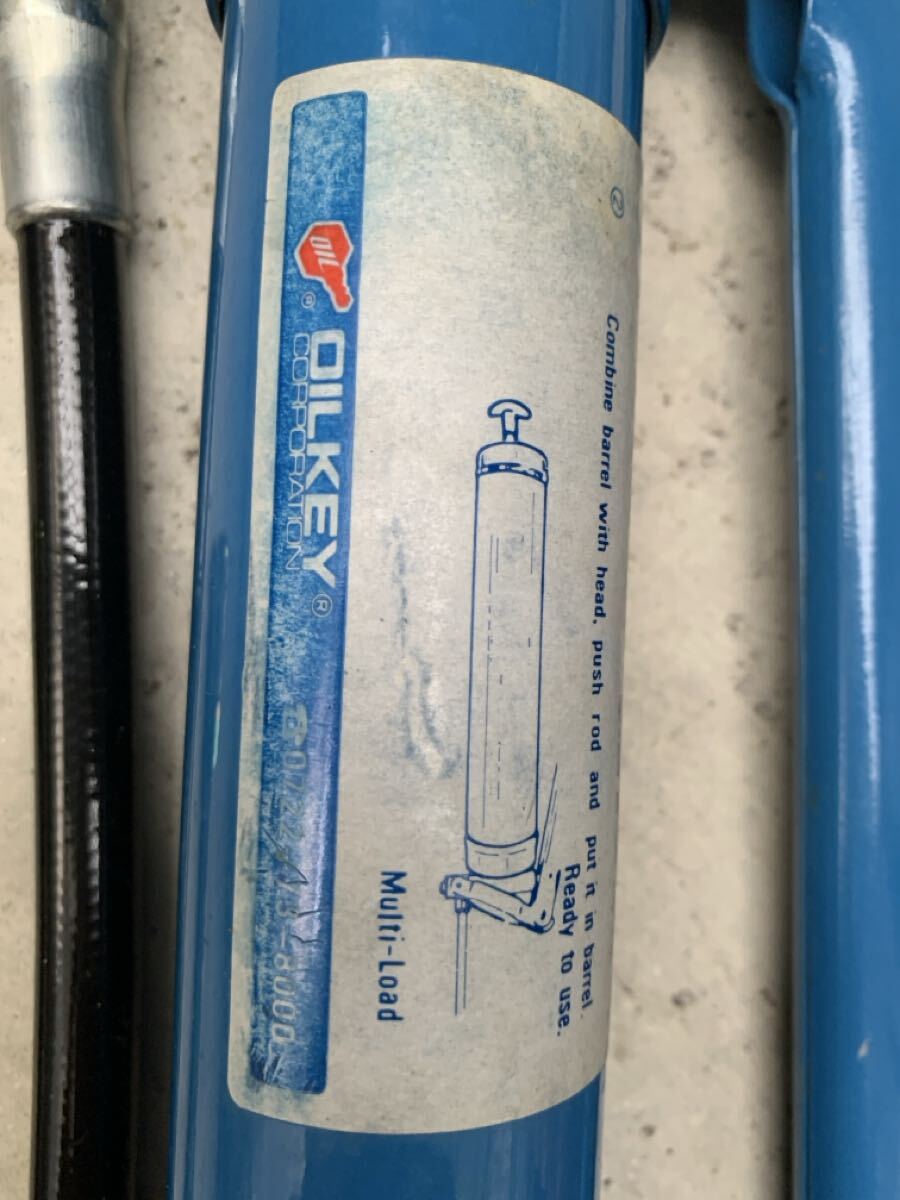 ②
Combine barrel with head. push rod and put it in barrel.
Ready to use.
Multi-Load
OIL
®
OILKEY ®
CORPORATION